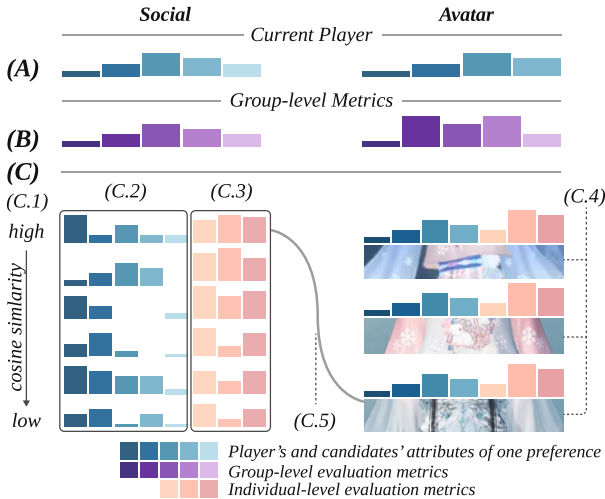 Social Avatar
Current Player
(A)
Group-level Metrics
(B)
(C)
(C.1) (C.2) (C.3) (C.4)
high
cosine similarity
low
(C.5)
Player's and candidates' attributes of one preference
Group-level evaluation metrics
Individual-level evaluation metrics